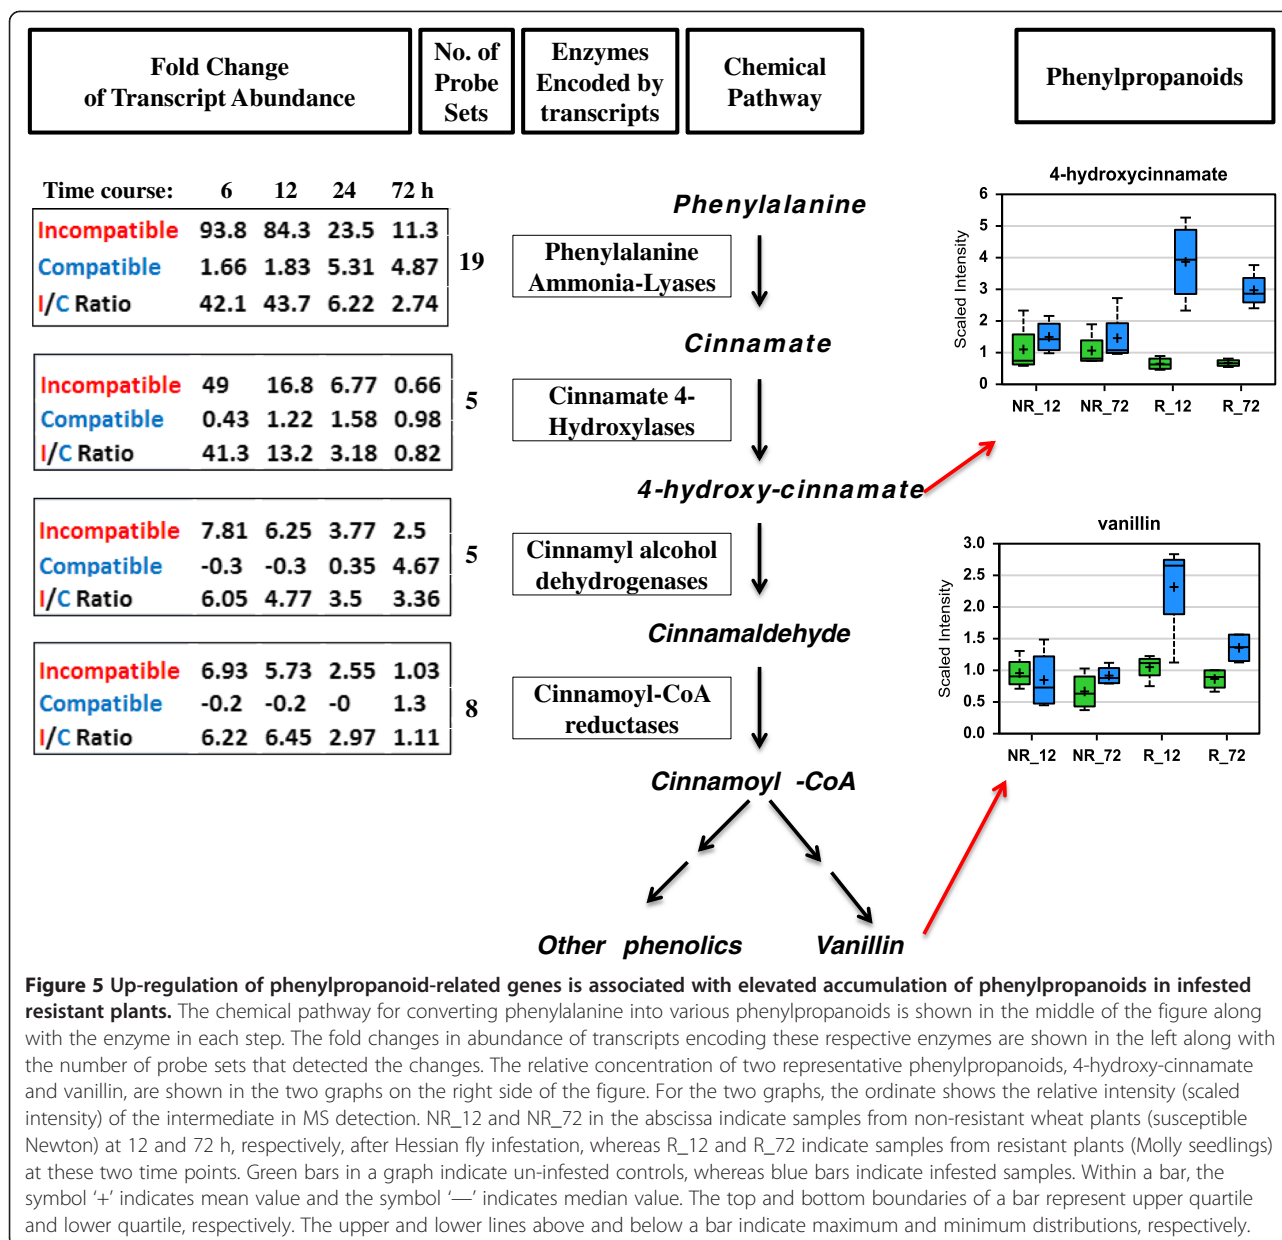 Fold Change
of Transcript Abundance
No. of
Probe
Sets
Enzymes
Encoded by
transcripts
Chemical
Pathway
Phenylpropanoids
Time course: 6 12 24 72 h
Incompatible 93.8 84.3 23.5 11.3
Compatible 1.66 1.83 5.31 4.87
I/C Ratio 42.1 43.7 6.22 2.74
19
Phenylalanine
Phenylalanine
Ammonia-Lyases
Cinnamate
Incompatible 49 16.8 6.77 0.66
Compatible 0.43 1.22 1.58 0.98
I/C Ratio 41.3 13.2 3.18 0.82
5
Cinnamate 4-
Hydroxylases
4-hydroxy-cinnamate
Incompatible 7.81 6.25 3.77 2.5
Compatible -0.3 -0.3 0.35 4.67
I/C Ratio 6.05 4.77 3.5 3.36
5
Cinnamyl alcohol
dehydrogenases
Cinnamaldehyde
Incompatible 6.93 5.73 2.55 1.03
Compatible -0.2 -0.2 -0 1.3
I/C Ratio 6.22 6.45 2.97 1.11
8
Cinnamoyl-CoA
reductases
Cinnamoyl -CoA
Other phenolics
Vanillin
4-hydroxycinnamate
Scaled Intensity
6
5
4
3
2
1
0
NR_12 NR_72 R_12 R_72
vanillin
Scaled Intensity
3.0
2.5
2.0
1.5
1.0
0.5
0.0
NR_12 NR_72 R_12 R_72
Figure 5 Up-regulation of phenylpropanoid-related genes is associated with elevated accumulation of phenylpropanoids in infested
resistant plants. The chemical pathway for converting phenylalanine into various phenylpropanoids is shown in the middle of the figure along
with the enzyme in each step. The fold changes in abundance of transcripts encoding these respective enzymes are shown in the left along with
the number of probe sets that detected the changes. The relative concentration of two representative phenylpropanoids, 4-hydroxy-cinnamate
and vanillin, are shown in the two graphs on the right side of the figure. For the two graphs, the ordinate shows the relative intensity (scaled
intensity) of the intermediate in MS detection. NR_12 and NR_72 in the abscissa indicate samples from non-resistant wheat plants (susceptible
Newton) at 12 and 72 h, respectively, after Hessian fly infestation, whereas R_12 and R_72 indicate samples from resistant plants (Molly seedlings)
at these two time points. Green bars in a graph indicate un-infested controls, whereas blue bars indicate infested samples. Within a bar, the
symbol ‘+’ indicates mean value and the symbol ‘—’ indicates median value. The top and bottom boundaries of a bar represent upper quartile
and lower quartile, respectively. The upper and lower lines above and below a bar indicate maximum and minimum distributions, respectively.